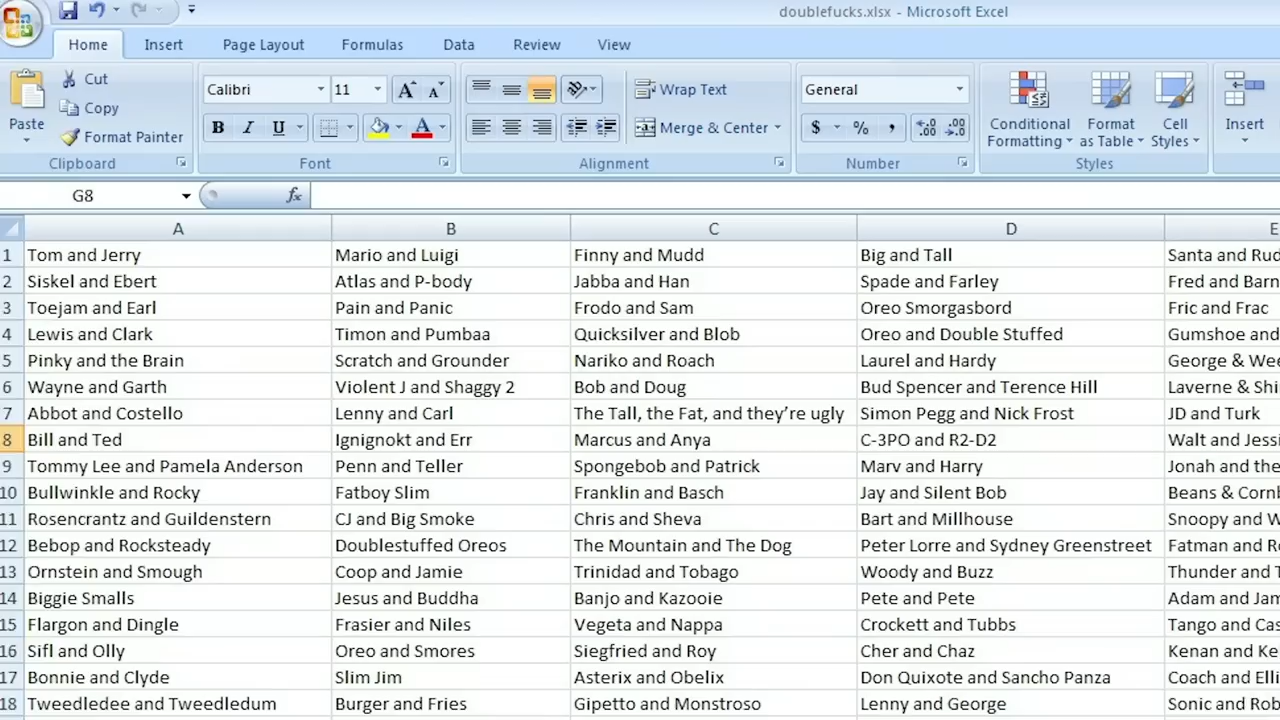 doublefucks.xlsx - Microsoft Excel
Home Insert Page Layout Formulas Data Review View
Paste
Cut
Copy
Format Painter
Clipboard
Calibri 11
B I U
Font
Wrap Text
Merge & Center
Alignment
General
$ % ,
Number
Conditional Formatting
Format as Table
Cell Styles
Styles
Insert
G8 fx
A B C D E
1 Tom and Jerry Mario and Luigi Finny and Mudd Big and Tall Santa and Rud
2 Siskel and Ebert Atlas and P-body Jabba and Han Spade and Farley Fred and Barn
3 Toejam and Earl Pain and Panic Frodo and Sam Oreo Smorgasbord Fric and Frac
4 Lewis and Clark Timon and Pumbaa Quicksilver and Blob Oreo and Double Stuffed Gumshoe and
5 Pinky and the Brain Scratch and Grounder Nariko and Roach Laurel and Hardy George & Wee
6 Wayne and Garth Violent J and Shaggy 2 Bob and Doug Bud Spencer and Terence Hill Laverne & Shi
7 Abbot and Costello Lenny and Carl The Tall, the Fat, and they’re ugly Simon Pegg and Nick Frost JD and Turk
8 Bill and Ted Ignignokt and Err Marcus and Anya C-3PO and R2-D2 Walt and Jessi
9 Tommy Lee and Pamela Anderson Penn and Teller Spongebob and Patrick Marv and Harry Jonah and the
10 Bullwinkle and Rocky Fatboy Slim Franklin and Basch Jay and Silent Bob Beans & Cornb
11 Rosencrantz and Guildenstern CJ and Big Smoke Chris and Sheva Bart and Millhouse Snoopy and W
12 Bebop and Rocksteady Doublestuffed Oreos The Mountain and The Dog Peter Lorre and Sydney Greenstreet Fatman and Ro
13 Ornstein and Smough Coop and Jamie Trinidad and Tobago Woody and Buzz Thunder and T
14 Biggie Smalls Jesus and Buddha Banjo and Kazooie Pete and Pete Adam and Jam
15 Flargon and Dingle Frasier and Niles Vegeta and Nappa Crockett and Tubbs Tango and Cas
16 Sifl and Olly Oreo and Smores Siegfried and Roy Cher and Chaz Kenan and Ke
17 Bonnie and Clyde Slim Jim Asterix and Obelix Don Quixote and Sancho Panza Coach and Elli
18 Tweedledee and Tweedledum Burger and Fries Gipetto and Monstroso Lenny and George Sonic and Rob